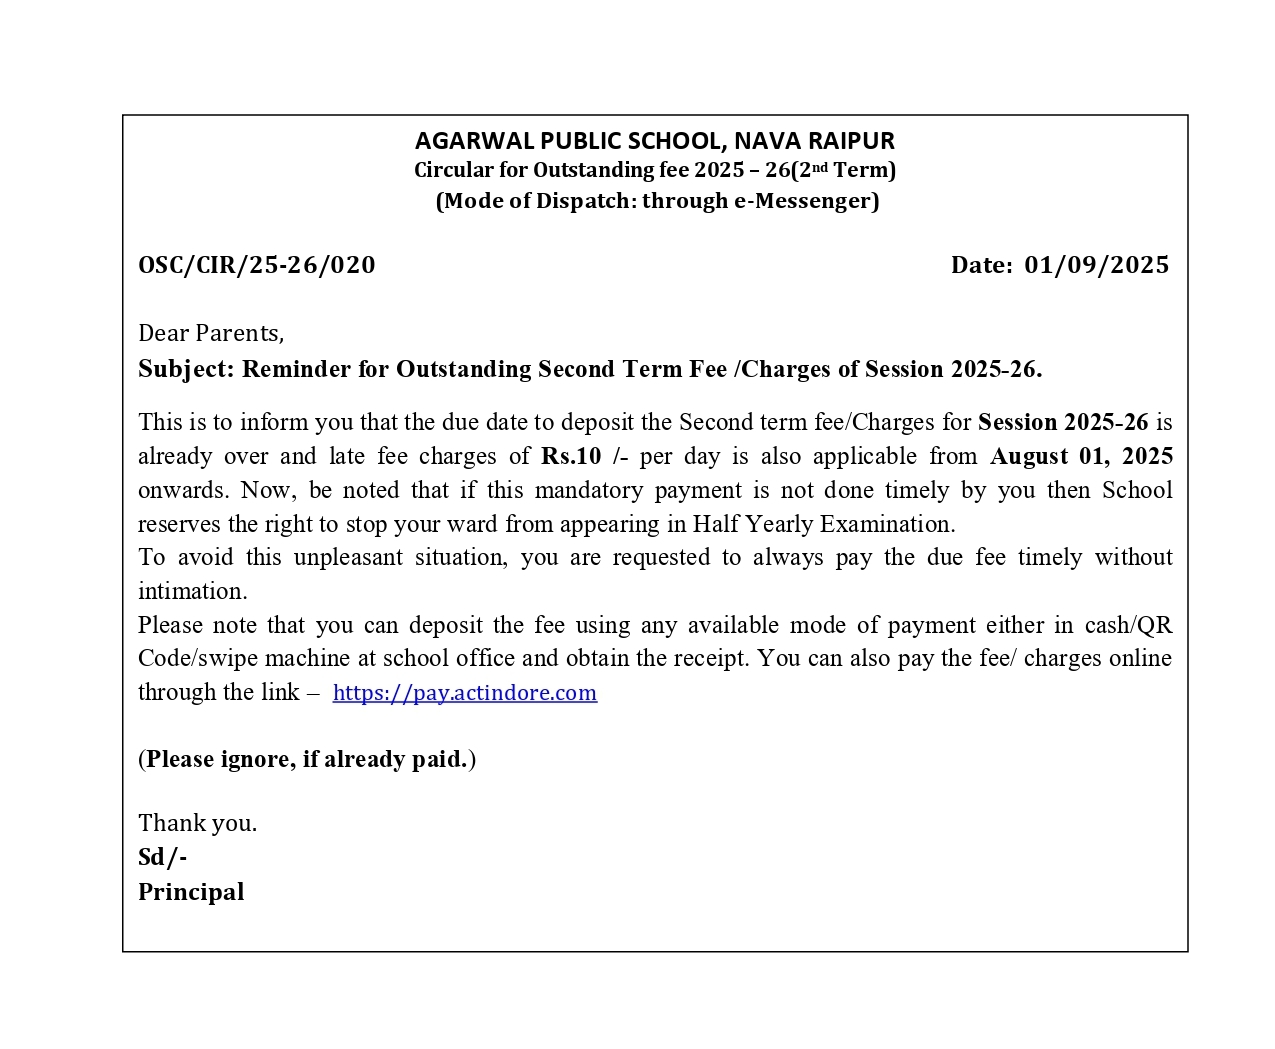 AGARWAL PUBLIC SCHOOL, NAVA RAIPUR
Circular for Outstanding fee 2025 – 26(2nd Term)
(Mode of Dispatch: through e-Messenger)
OSC/CIR/25-26/020 Date: 01/09/2025
Dear Parents,
Subject: Reminder for Outstanding Second Term Fee /Charges of Session 2025-26.
This is to inform you that the due date to deposit the Second term fee/Charges for Session 2025-26 is
already over and late fee charges of Rs.10 /- per day is also applicable from August 01, 2025
onwards. Now, be noted that if this mandatory payment is not done timely by you then School
reserves the right to stop your ward from appearing in Half Yearly Examination.
To avoid this unpleasant situation, you are requested to always pay the due fee timely without
intimation.
Please note that you can deposit the fee using any available mode of payment either in cash/QR
Code/swipe machine at school office and obtain the receipt. You can also pay the fee/ charges online
through the link – https://pay.actindore.com
(Please ignore, if already paid.)
Thank you.
Sd/-
Principal